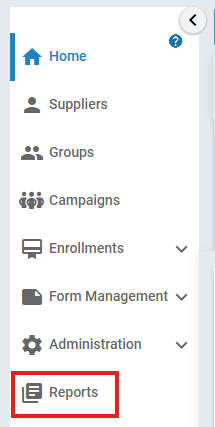 Home
Suppliers
Groups
Campaigns
Enrollments
Form Management
Administration
Reports